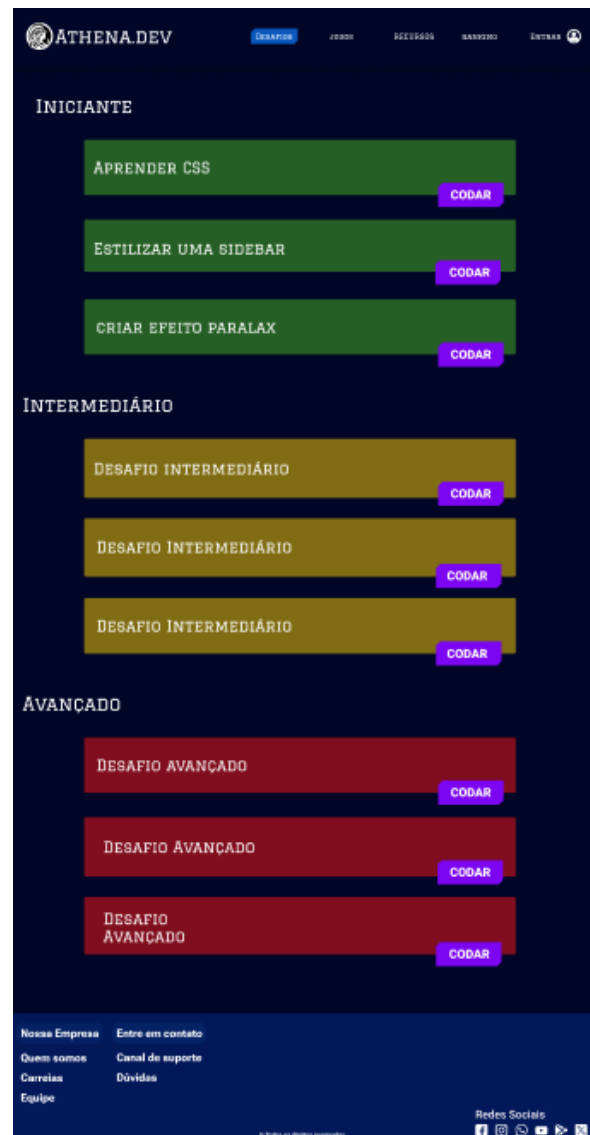 Athena.dev
Desafios
jogos
recursos
ranking
Entrar
Iniciante
Aprender CSS
CODAR
Estilizar uma sidebar
CODAR
criar efeito paralax
CODAR
Intermediário
Desafio intermediário
CODAR
Desafio Intermediário
CODAR
Desafio Intermediário
CODAR
Avançado
Desafio avançado
CODAR
Desafio Avançado
CODAR
Desafio
Avançado
CODAR
Nossa Empresa
Entre em contato
Quem somos
Canal de suporte
Carreias
Dúvidas
Equipe
Redes Sociais